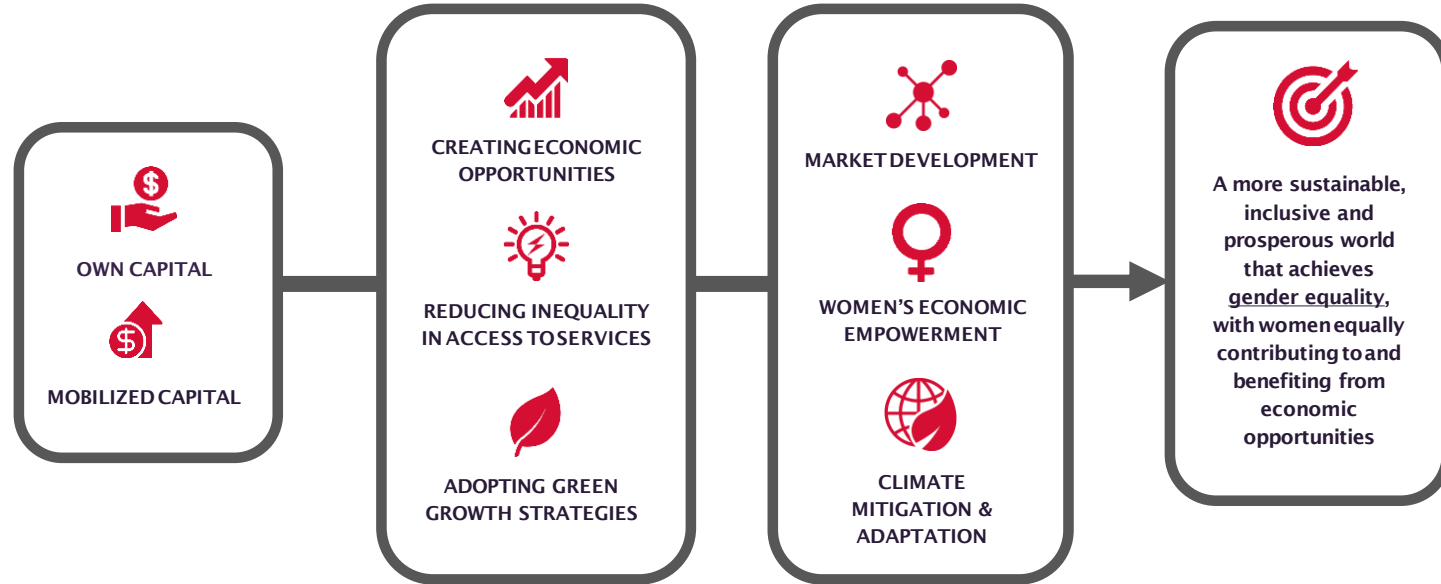 OWN CAPITAL
MOBILIZED CAPITAL
CREATING ECONOMIC
OPPORTUNITIES
REDUCING INEQUALITY
IN ACCESS TO SERVICES
ADOPTING GREEN
GROWTH STRATEGIES
MARKET DEVELOPMENT
WOMEN'S ECONOMIC
EMPOWERMENT
CLIMATE
MITIGATION &
ADAPTATION
A more sustainable,
inclusive and
prosperous world
that achieves
gender equality,
with women equally
contributing to and
benefiting from
economic
opportunities